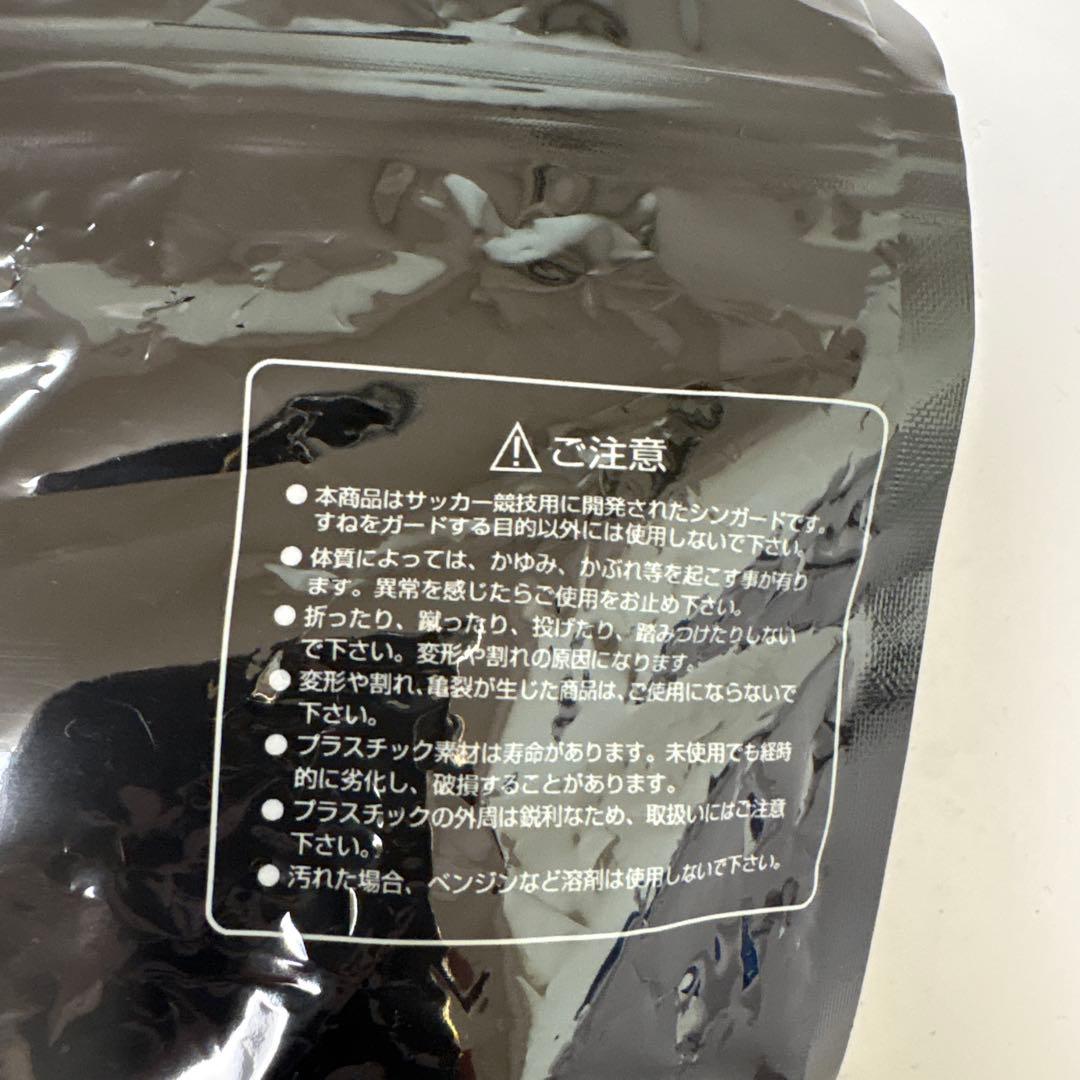 ご注意
● 本商品はサッカー競技用に開発されたシンガードです。
すねをガードする目的以外には使用しないで下さい。
● 体質によっては、かゆみ、かぶれ等を起こす事が有り
ます。異常を感じたらご使用をお止め下さい。
● 折ったり、蹴ったり、投げたり、踏みつけたりしない
で下さい。変形や割れの原因になります。
● 変形や割れ、亀裂が生じた商品は、ご使用にならないで
下さい。
● プラスチック素材は寿命があります。未使用でも経時
的に劣化し、破損することがあります。
● プラスチックの外周は鋭利なため、取扱いにはご注意
下さい。
● 汚れた場合、ベンジンなど溶剤は使用しないで下さい。